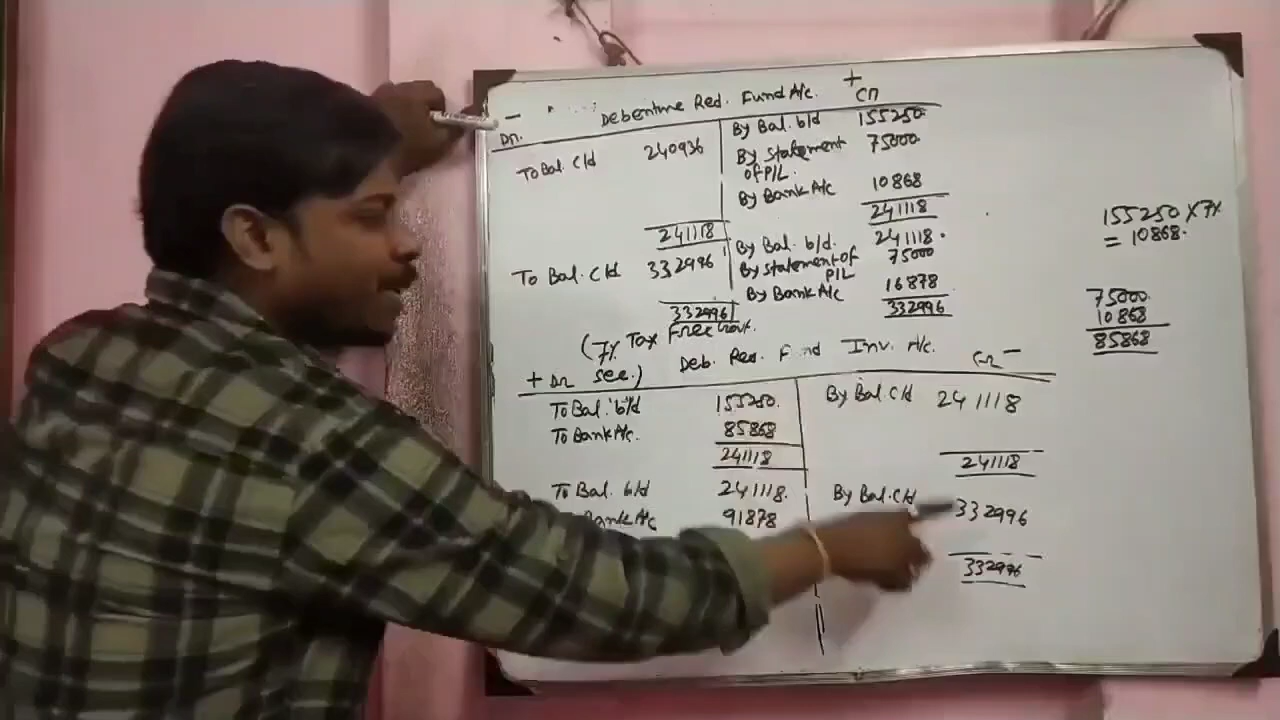 Debenture Red. Fund A/c.
- +
Dr. Cr
To Bal. C/d 240936
By Bal. b/d 155250
By statement 75000
of P/L.
By Bank A/c 10868
241118 241118
To Bal. C/d 332996
By Bal. b/d. 241118.
By statement of 75000
P/L
By Bank A/c 16878
332996 332996
155250 X 7%
= 10868.
75000
10868
85868
(7% Tax Free Govt.
Sec.)
Deb. Red. Fund Inv. A/c.
+ Dr Cr -
To Bal. b/d 155250.
To Bank A/c. 85868
241118
To Bal. b/d 241118.
Bank A/c 91878
By Bal. C/d 241118
241118
By Bal. C/d 332996
332996